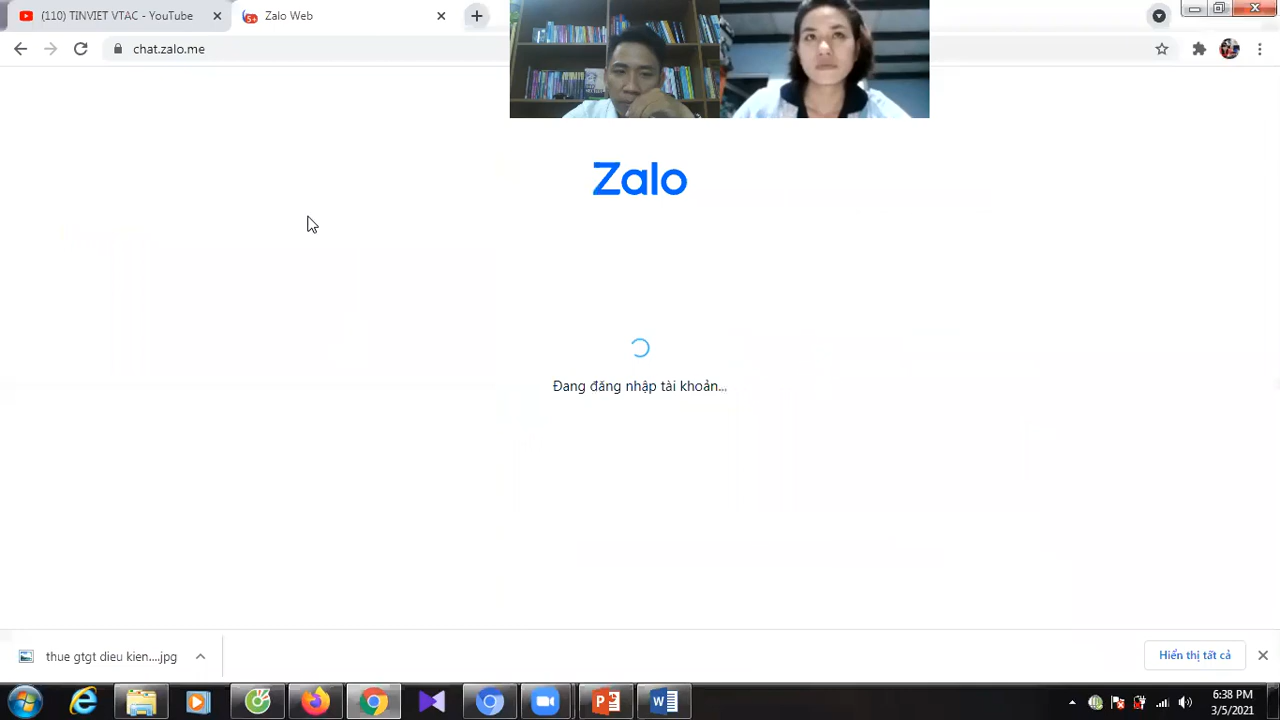 (110) TINVIET VTAC - YouTube
Zalo Web
chat.zalo.me
Zalo
Đang đăng nhập tài khoản...
thue gtgt dieu kien....jpg
Hiển thị tất cả
6:38 PM
3/5/2021